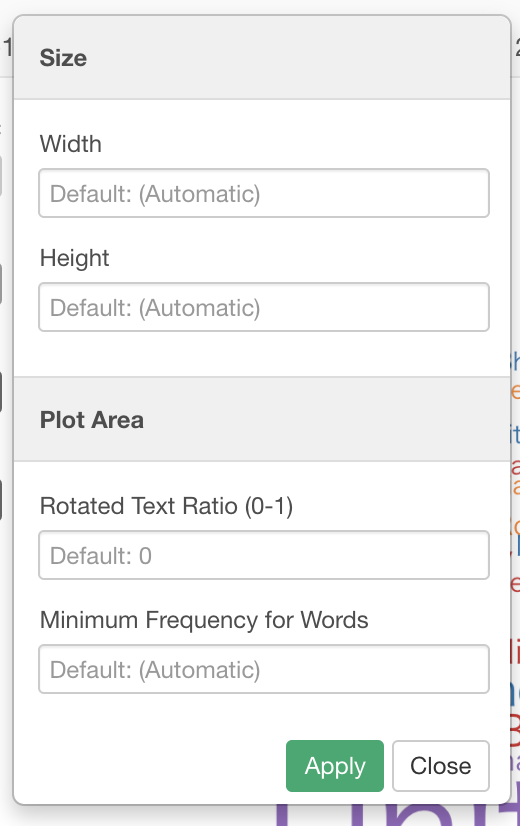 Size
Width
Default: (Automatic)
Height
Default: (Automatic)
Plot Area
Rotated Text Ratio (0-1)
Default: 0
Minimum Frequency for Words
Default: (Automatic)
Apply
Close